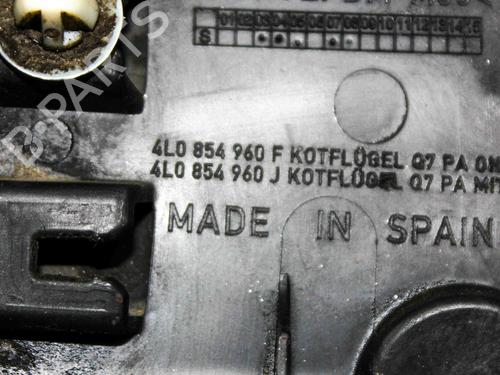 01 02 03 04 05 06 07 08 09 10 11 12 13 14 15
S
4L0 854 960 F KOTFLÜGEL Q7 PA
4L0 854 960 J KOTFLÜGEL Q7 PA
MADE IN SPAIN
B-PARTS